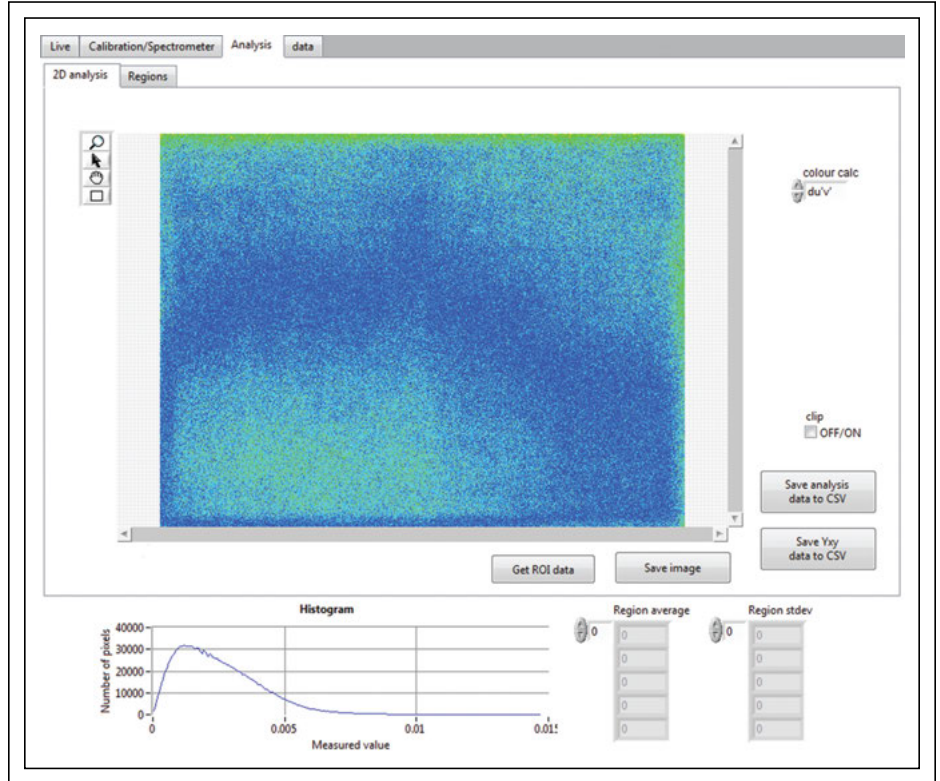 Live Calibration/Spectrometer Analysis data
2D analysis Regions
colour calc
du'v'
clip
OFF/ON
Save analysis
data to CSV
Save Yxy
data to CSV
Get ROI data Save image
Histogram
Number of pixels
40000
30000
20000
10000
0
0 0.005 0.01 0.015
Measured value
Region average
0
0
0
0
0
0
Region stdev
0
0
0
0
0
0